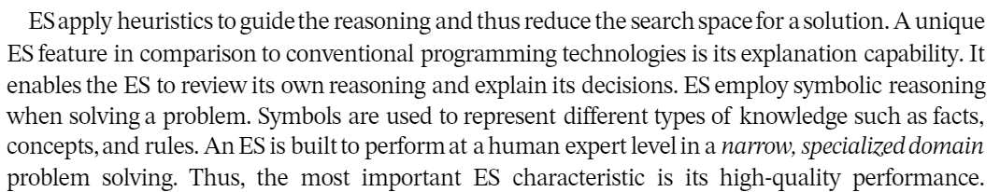 ES apply heuristics to guide the reasoning and thus reduce the search space for a solution. A unique
ES feature in comparison to conventional programming technologies is its explanation capability. It
enables the ES to review its own reasoning and explain its decisions. ES employ symbolic reasoning
when solving a problem. Symbols are used to represent different types of knowledge such as facts,
concepts, and rules. An ES is built to perform at a human expert level in a narrow, specialized domain
problem solving. Thus, the most important ES characteristic is its high-quality performance.